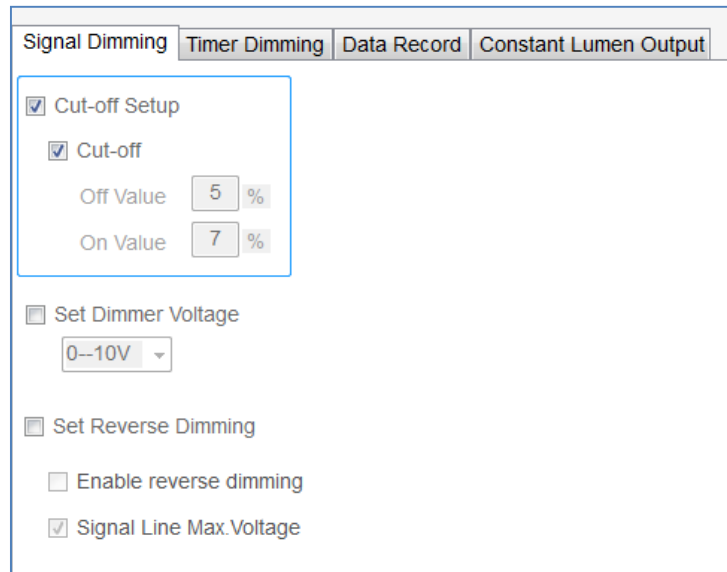 Signal Dimming Timer Dimming Data Record Constant Lumen Output
Cut-off Setup
Cut-off
Off Value 5 %
On Value 7 %
Set Dimmer Voltage
0--10V
Set Reverse Dimming
Enable reverse dimming
Signal Line Max.Voltage